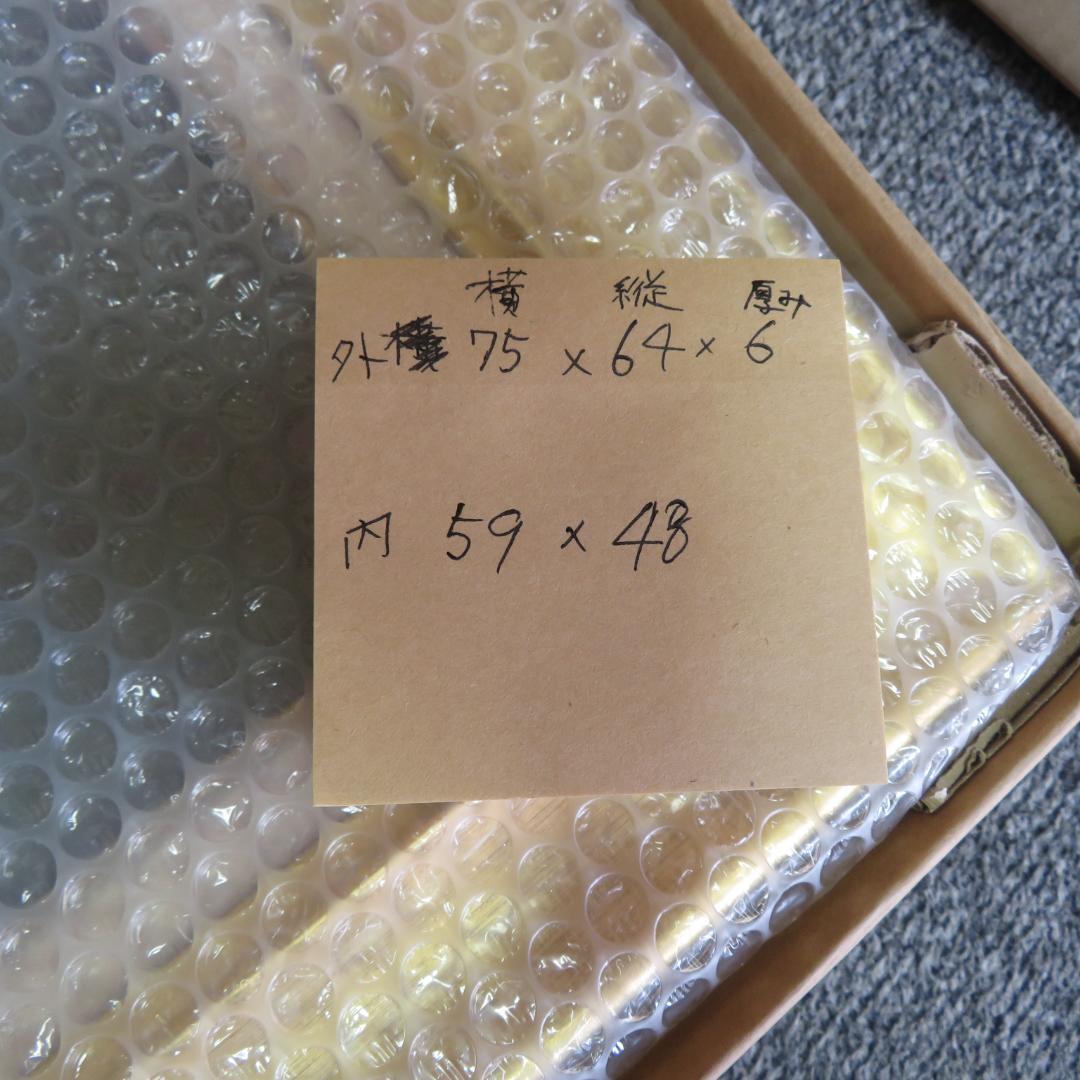 横 縦 厚み
外 75 × 64 × 6
内 59 × 48